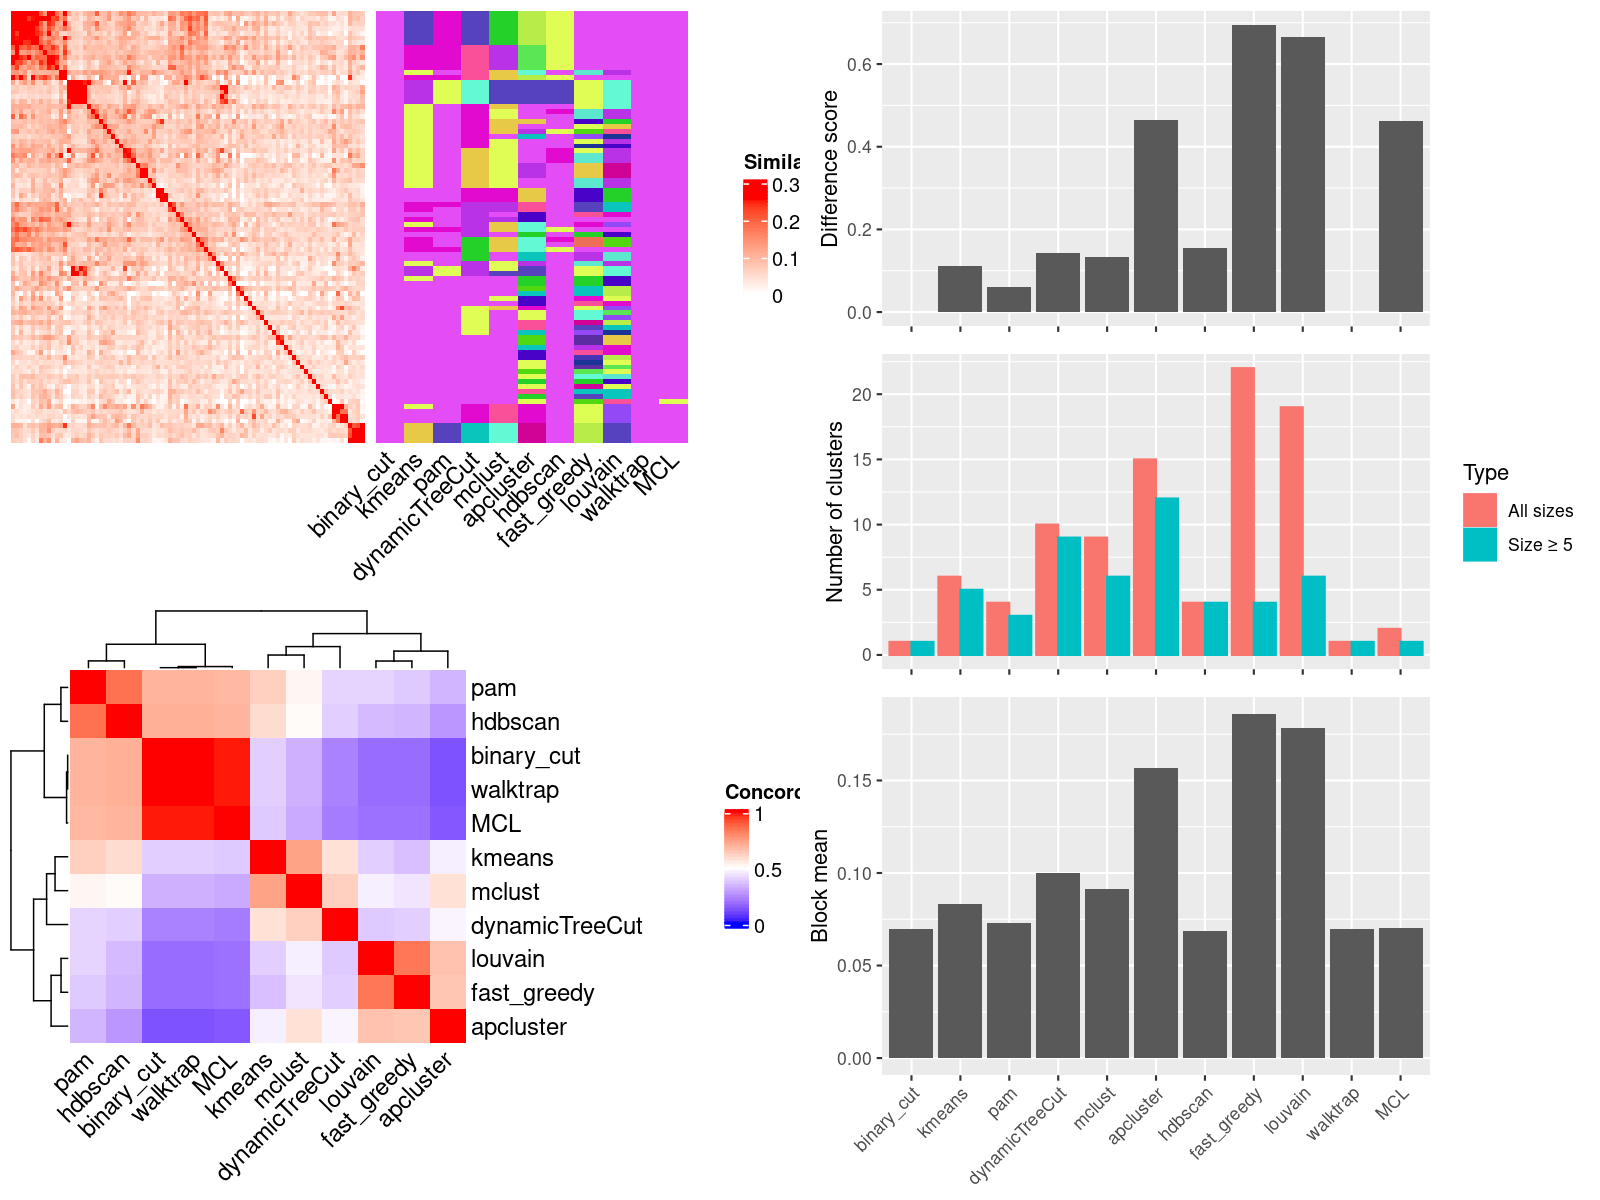 Simila
0.3
0.2
0.1
0
binary_cut
kmeans
pam
dynamicTreeCut
mclust
apcluster
hdbscan
fast_greedy
louvain
walktrap
MCL
Difference score
0.6
0.4
0.2
0.0
Number of clusters
20
15
10
5
0
Type
All sizes
Size ≥ 5
Block mean
0.15
0.10
0.05
0.00
binary_cut
kmeans
pam
dynamicTreeCut
mclust
apcluster
hdbscan
fast_greedy
louvain
walktrap
MCL
pam
hdbscan
binary_cut
walktrap
MCL
kmeans
mclust
dynamicTreeCut
louvain
fast_greedy
apcluster
pam
hdbscan
binary_cut
walktrap
MCL
kmeans
mclust
dynamicTreeCut
louvain
fast_greedy
apcluster
Concord
1
0.5
0